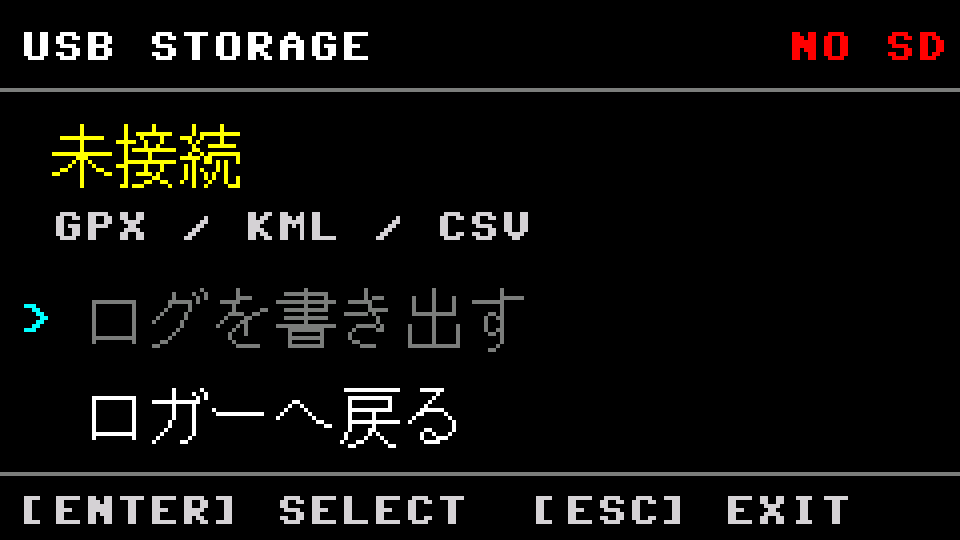 USB STORAGE NO SD
未接続
GPX / KML / CSV
> ログを書き出す
ロガーへ戻る
[ENTER] SELECT [ESC] EXIT